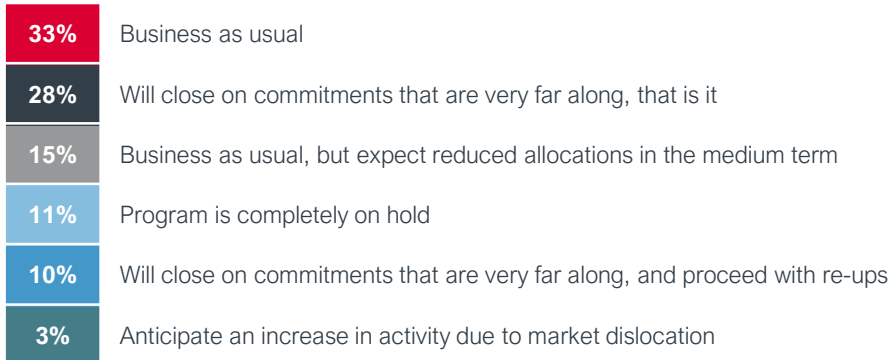 33% Business as usual
28% Will close on commitments that are very far along, that is it
15% Business as usual, but expect reduced allocations in the medium term
11% Program is completely on hold
10% Will close on commitments that are very far along, and proceed with re-ups
3% Anticipate an increase in activity due to market dislocation